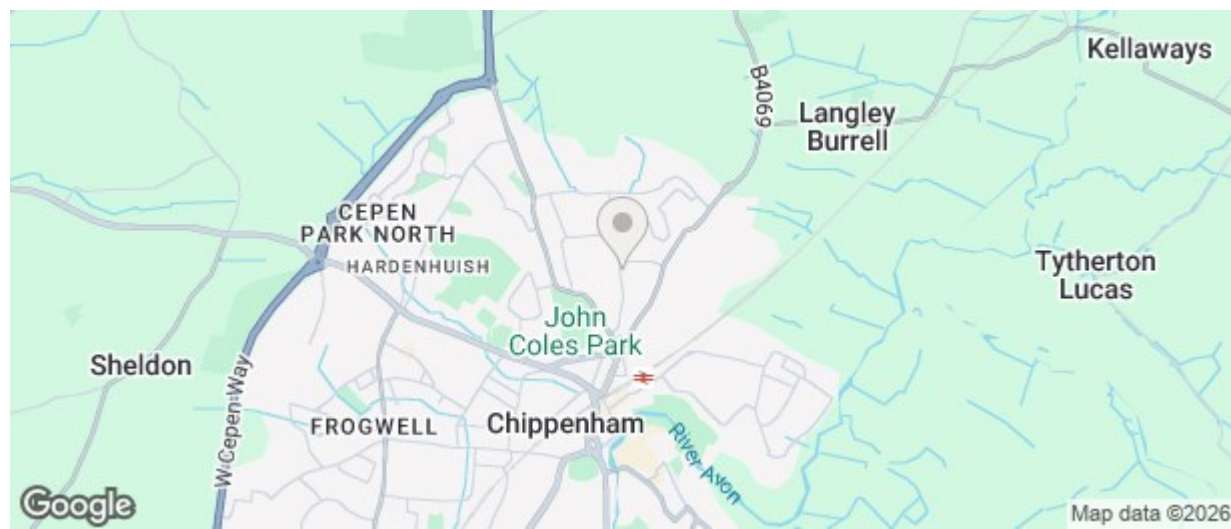 Kellaways
B4069
Langley
Burrell
CEPEN
PARK NORTH
HARDENHUISH
Tytherton
Lucas
John
Coles Park
Sheldon
W Cepen Way
FROGWELL
Chippenham
River Avon
Google
Map data ©2026